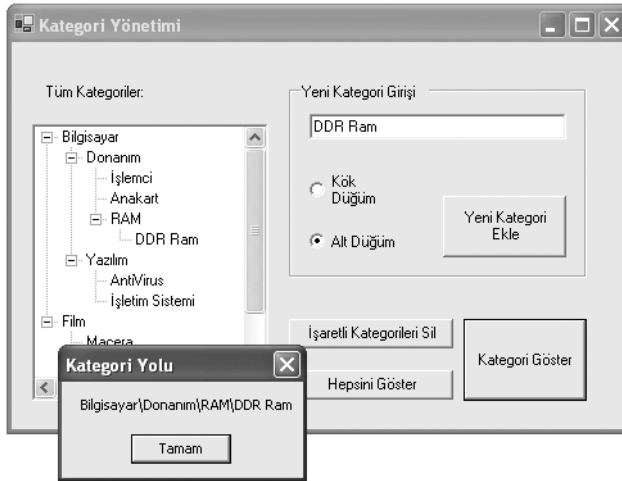 Kategori Yönetimi
Tüm Kategoriler:
Bilgisayar
Donanım
İşlemci
Anakart
RAM
DDR Ram
Yazılım
AntiVirus
İşletim Sistemi
Film
Macera
Yeni Kategori Girişi
DDR Ram
Kök
Düğüm
Alt Düğüm
Yeni Kategori
Ekle
İşaretli Kategorileri Sil
Hepsini Göster
Kategori Göster
Kategori Yolu
Bilgisayar\Donanım\RAM\DDR Ram
Tamam